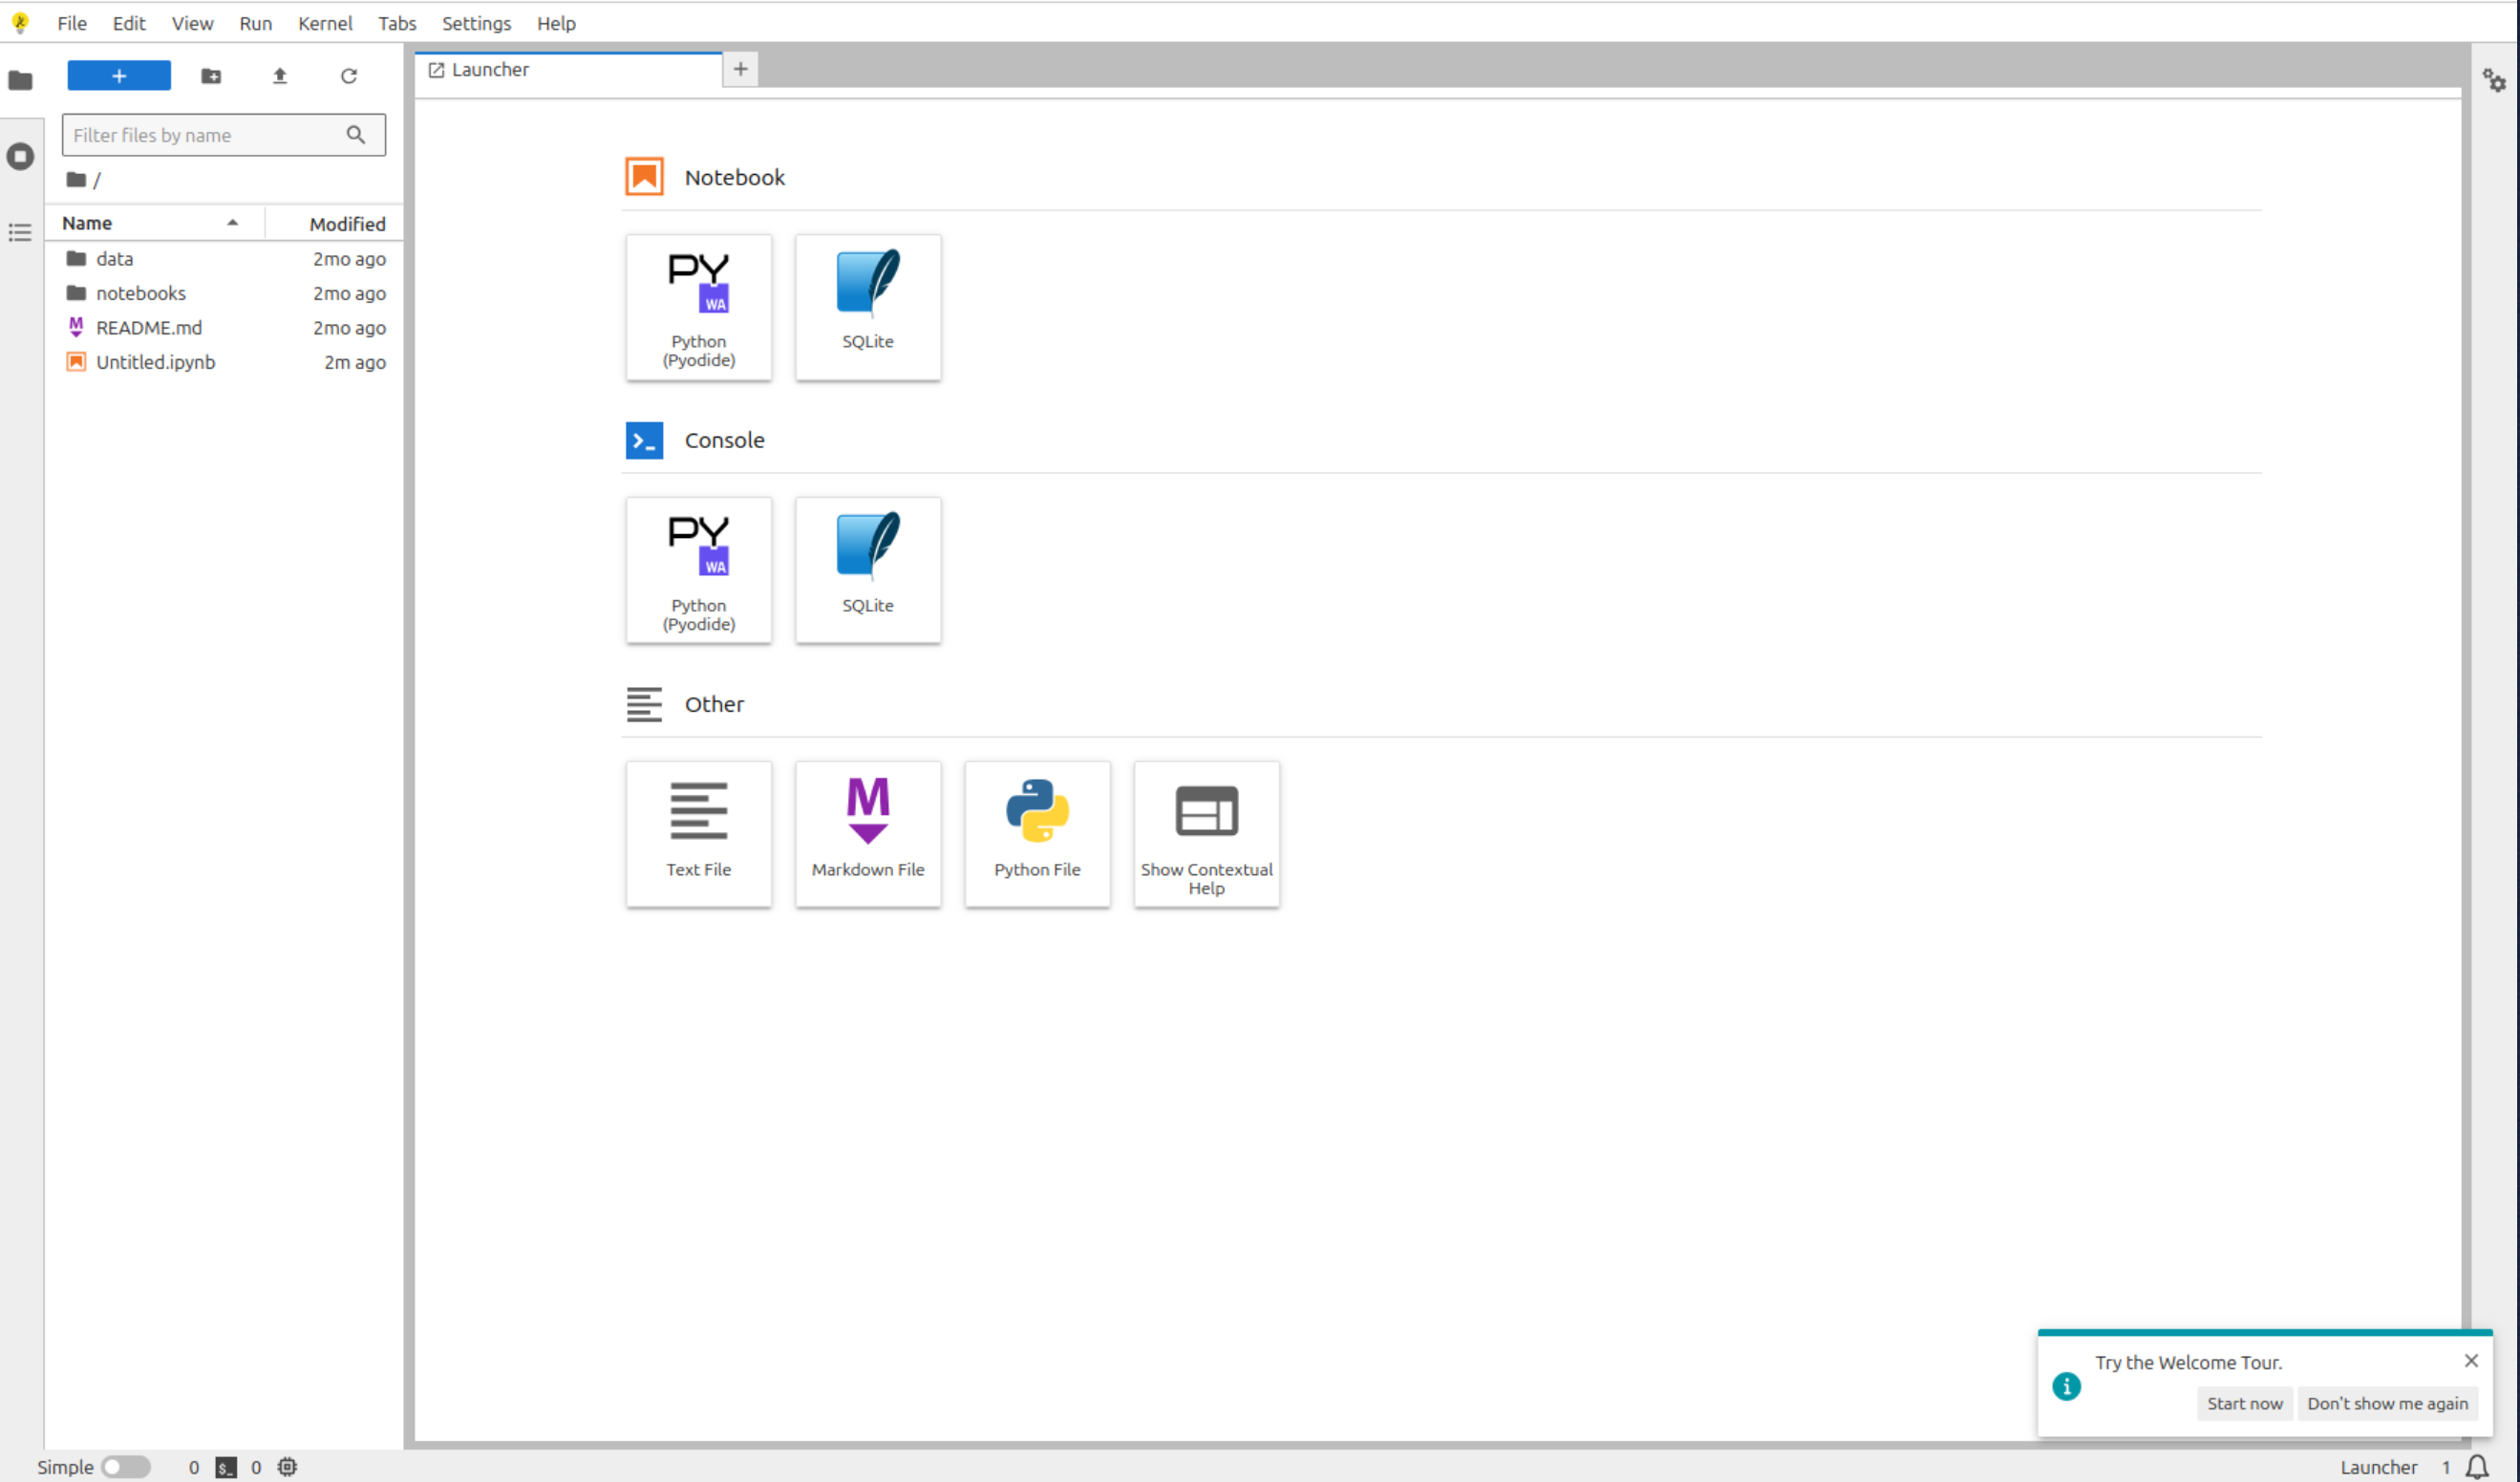 File Edit View Run Kernel Tabs Settings Help
Launcher
Filter files by name
/
Name Modified
data 2mo ago
notebooks 2mo ago
README.md 2mo ago
Untitled.ipynb 2m ago
Notebook
PY WA
Python (Pyodide)
SQLite
Console
PY WA
Python (Pyodide)
SQLite
Other
Text File
M
Markdown File
Python File
Show Contextual Help
Try the Welcome Tour.
Start now Don't show me again
Simple 0 $_ 0 Launcher 1